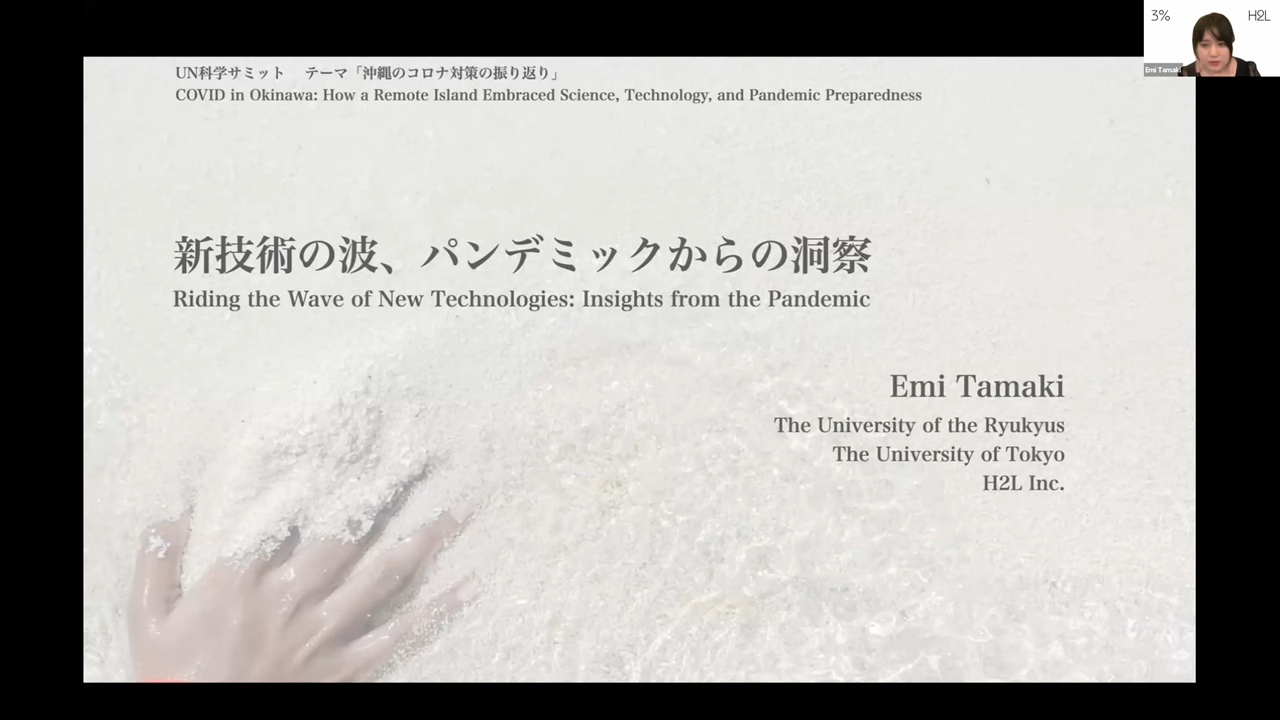 3%
H2L
Emi Tamaki
UN科学サミット　テーマ「沖縄のコロナ対策の振り返り」
COVID in Okinawa: How a Remote Island Embraced Science, Technology, and Pandemic Preparedness
新技術の波、パンデミックからの洞察
Riding the Wave of New Technologies: Insights from the Pandemic
Emi Tamaki
The University of the Ryukyus
The University of Tokyo
H2L Inc.